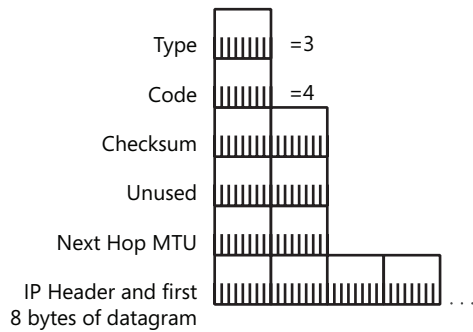 Type =3
Code =4
Checksum
Unused
Next Hop MTU
IP Header and first
8 bytes of datagram
. . .